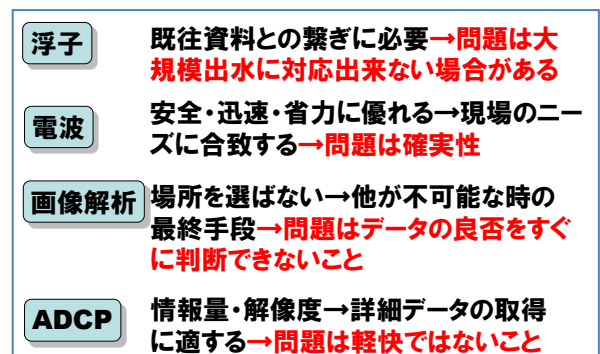 浮子
既往資料との繋ぎに必要→問題は大
規模出水に対応出来ない場合がある
電波
安全・迅速・省力に優れる→現場のニー
ズに合致する→問題は確実性
画像解析
場所を選ばない→他が不可能な時の
最終手段→問題はデータの良否をすぐ
に判断できないこと
ADCP
情報量・解像度→詳細データの取得
に適する→問題は軽快ではないこと